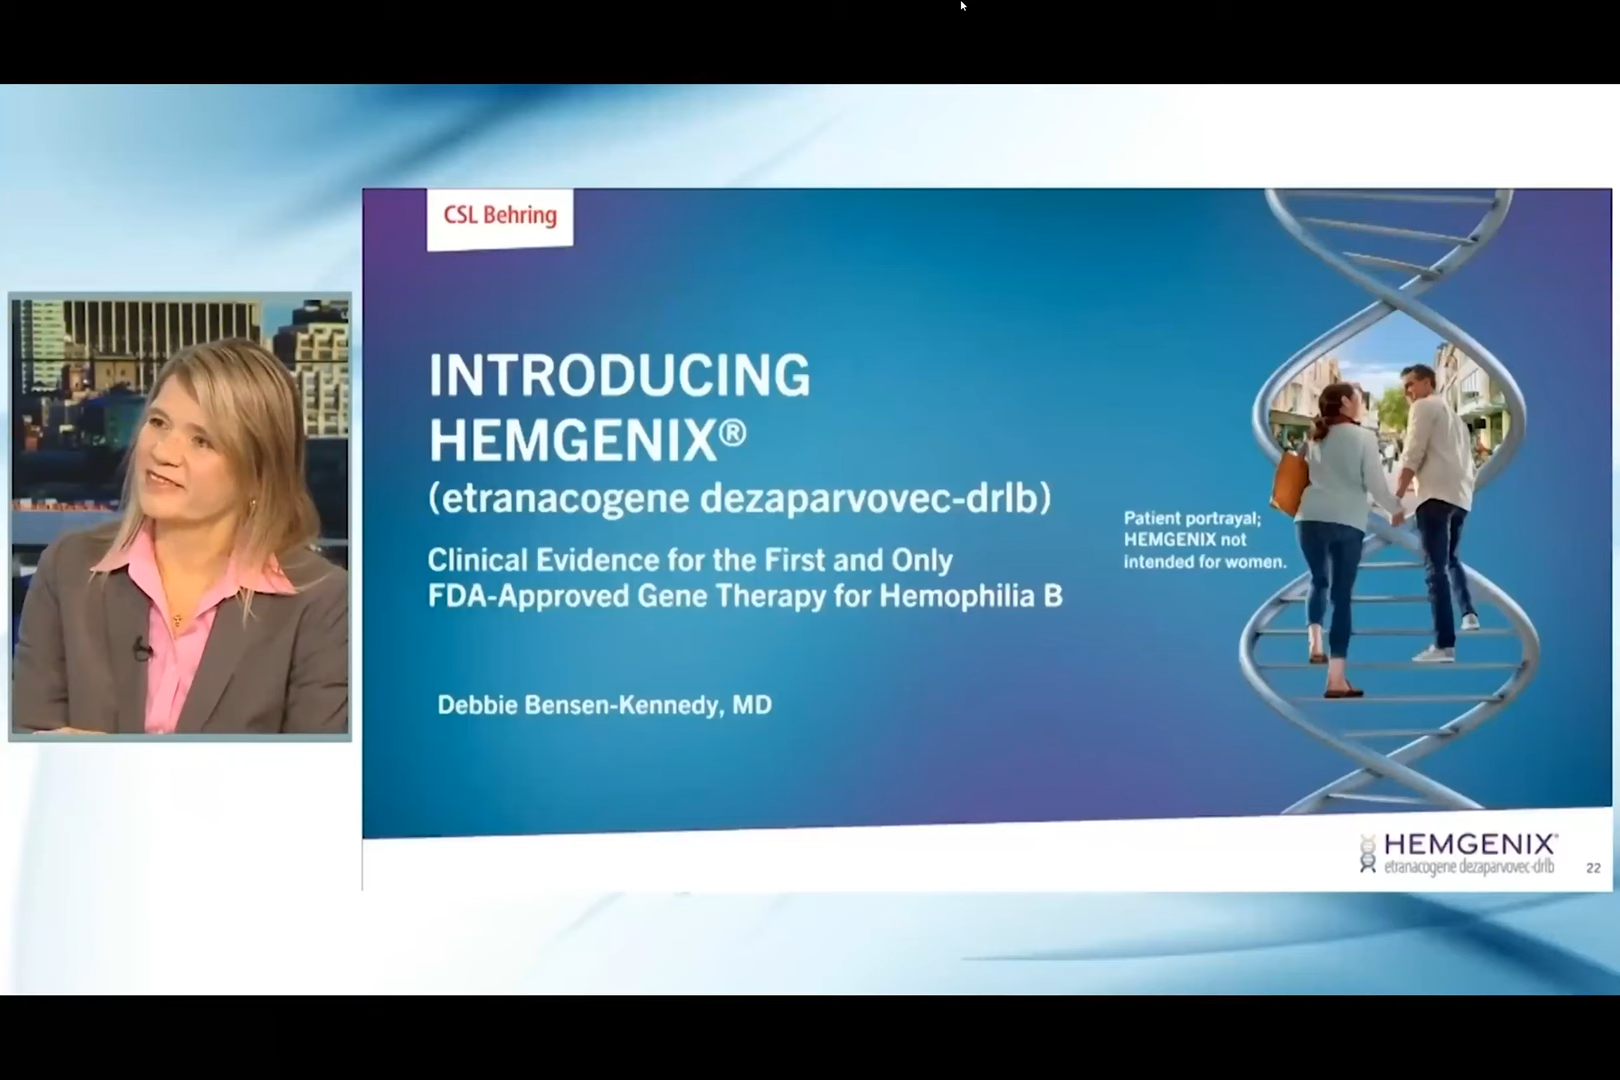 CSL Behring
INTRODUCING
HEMGENIX®
(etranacogene dezaparvovec-drlb)
Clinical Evidence for the First and Only
FDA-Approved Gene Therapy for Hemophilia B
Debbie Bensen-Kennedy, MD
Patient portrayal;
HEMGENIX not
intended for women.
HEMGENIX®
etranacogene dezaparvovec-drlb
22